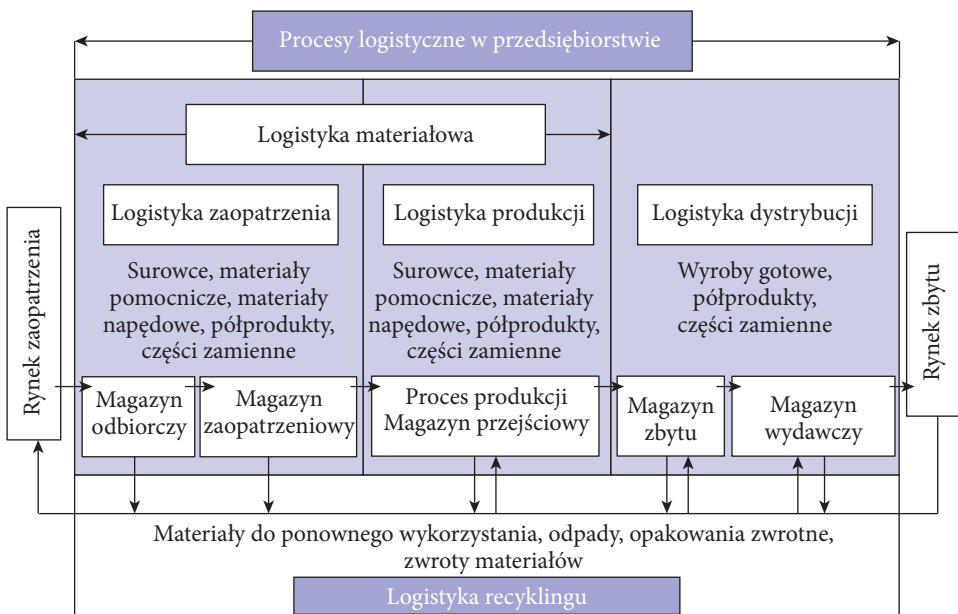 Procesy logistyczne w przedsiębiorstwie
Logistyka materiałowa
Logistyka zaopatrzenia
Logistyka produkcji
Logistyka dystrybucji
Rynek zaopatrzenia
Surowce, materiały
pomocnicze, materiały
napędowe, półprodukty,
części zamienne
Surowce, materiały
pomocnicze, materiały
napędowe, półprodukty,
części zamienne
Wyroby gotowe,
półprodukty,
części zamienne
Rynek zbytu
Magazyn
odbiorczy
Magazyn
zaopatrzeniowy
Proces produkcji
Magazyn przejściowy
Magazyn
zbytu
Magazyn
wydawczy
Materiały do ponownego wykorzystania, odpady, opakowania zwrotne,
zwroty materiałów
Logistyka recyklingu